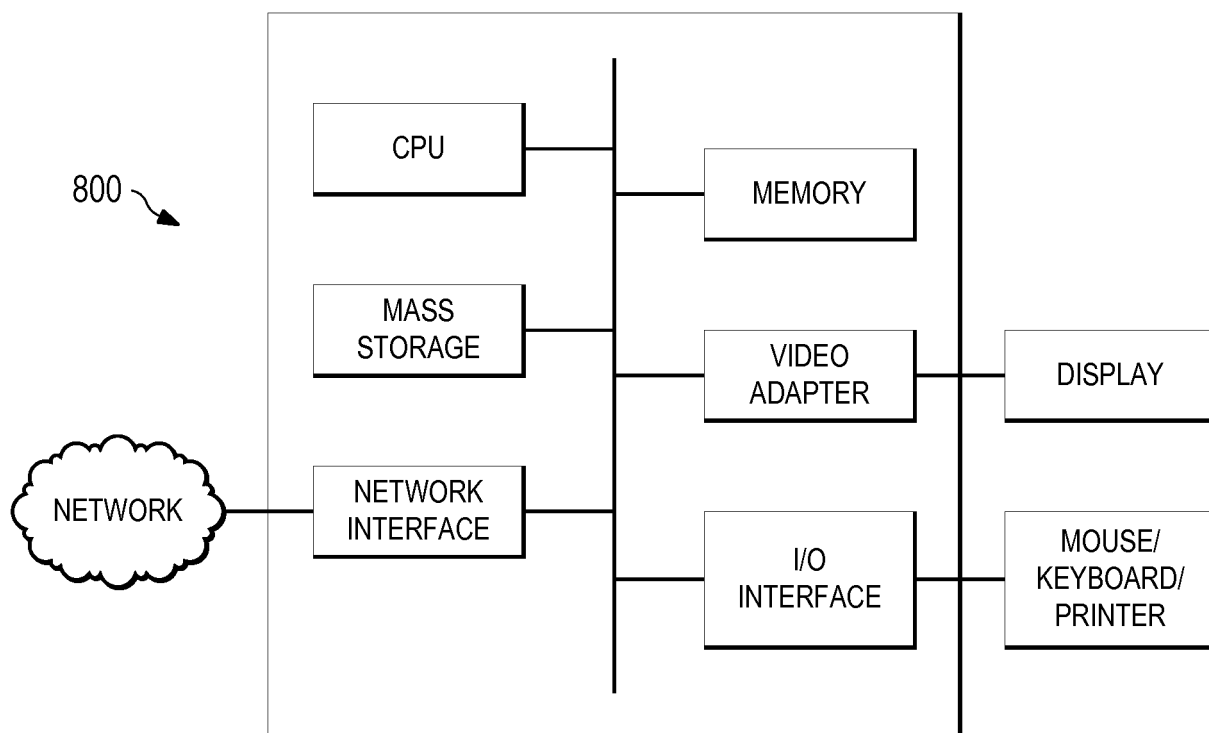 CPU
800
MEMORY
MASS
STORAGE
VIDEO
ADAPTER
DISPLAY
NETWORK
NETWORK
INTERFACE
I/O
INTERFACE
MOUSE/
KEYBOARD/
PRINTER